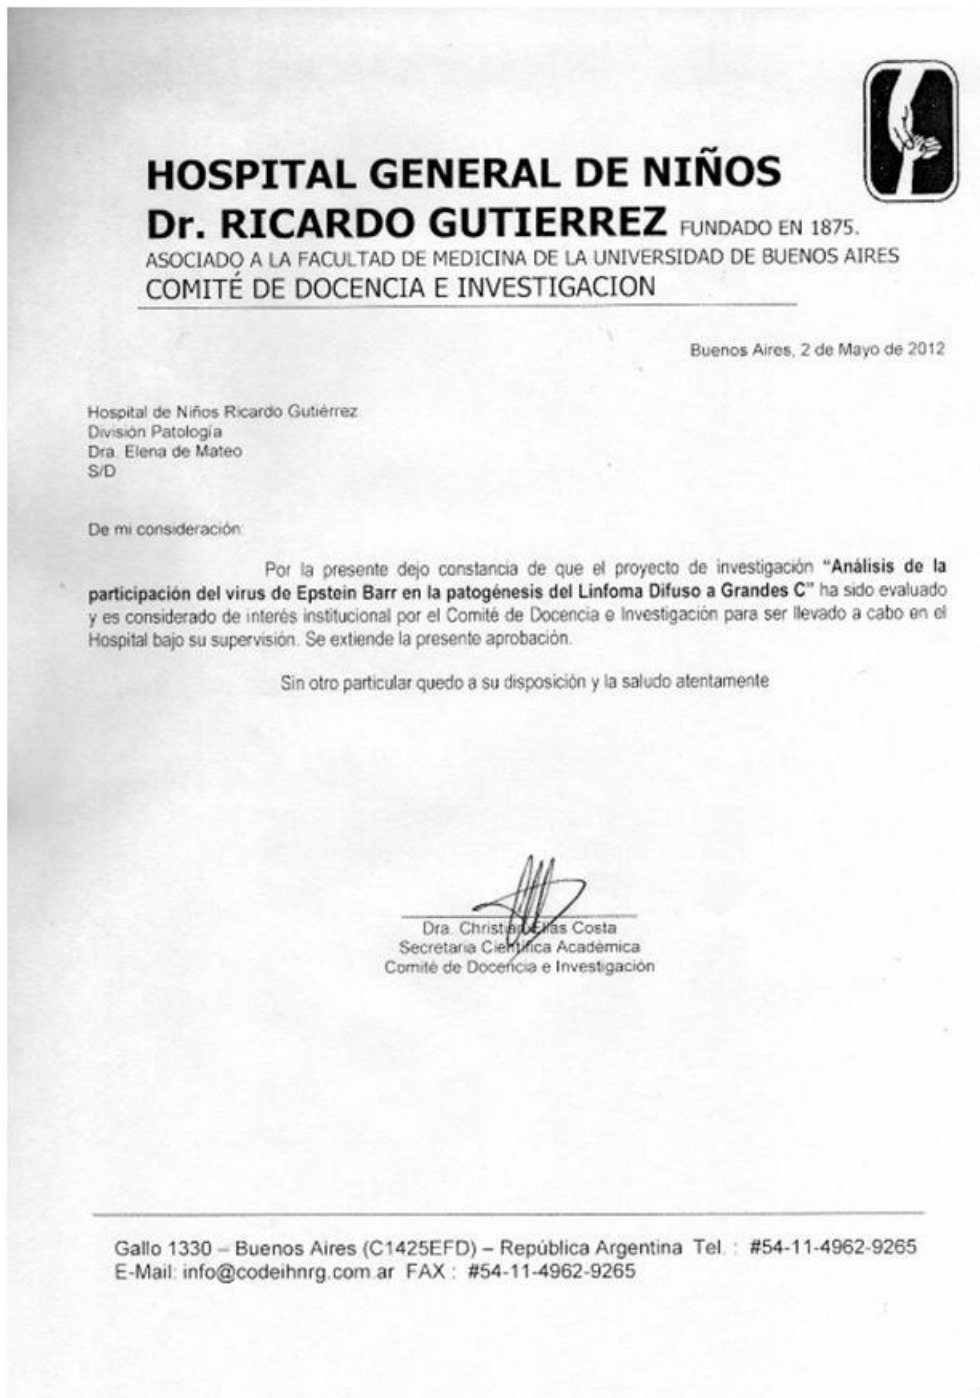 HOSPITAL GENERAL DE NIÑOS
Dr. RICARDO GUTIERREZ FUNDADO EN 1875.
ASOCIADO A LA FACULTAD DE MEDICINA DE LA UNIVERSIDAD DE BUENOS AIRES
COMITÉ DE DOCENCIA E INVESTIGACION
Buenos Aires, 2 de Mayo de 2012
Hospital de Niños Ricardo Gutiérrez
División Patología
Dra. Elena de Mateo
S/D
De mi consideración:
Por la presente dejo constancia de que el proyecto de investigación "Análisis de la
participación del virus de Epstein Barr en la patogénesis del Linfoma Difuso a Grandes C" ha sido evaluado
y es considerado de interés institucional por el Comité de Docencia e Investigación para ser llevado a cabo en el
Hospital bajo su supervisión. Se extiende la presente aprobación.
Sin otro particular quedo a su disposición y la saludo atentamente
Dra. Costa
Secretaria Científica Académica
Comité de Docencia e Investigación
Gallo 1330 – Buenos Aires (C1425EFD) – República Argentina Tel. : #54-11-4962-9265
E-Mail: info@codeihnrg.com.ar FAX : #54-11-4962-9265